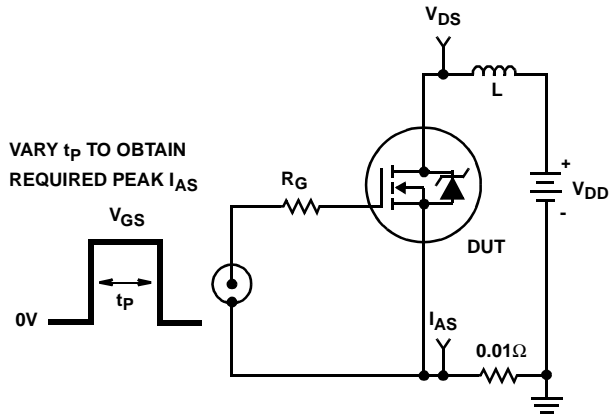 VDS
L
VARY tP TO OBTAIN
REQUIRED PEAK IAS
RG
+
VDD
-
VGS
DUT
tP
0V
IAS
0.01Ω